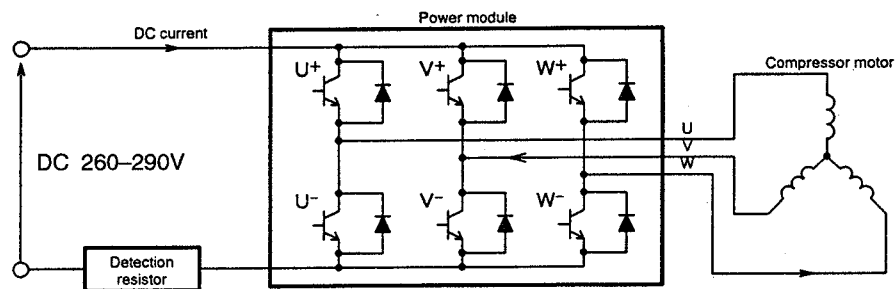 Power module
DC current
Compressor motor
U+
V+
W+
U
V
W
DC 260–290V
U−
V−
W−
Detection
resistor